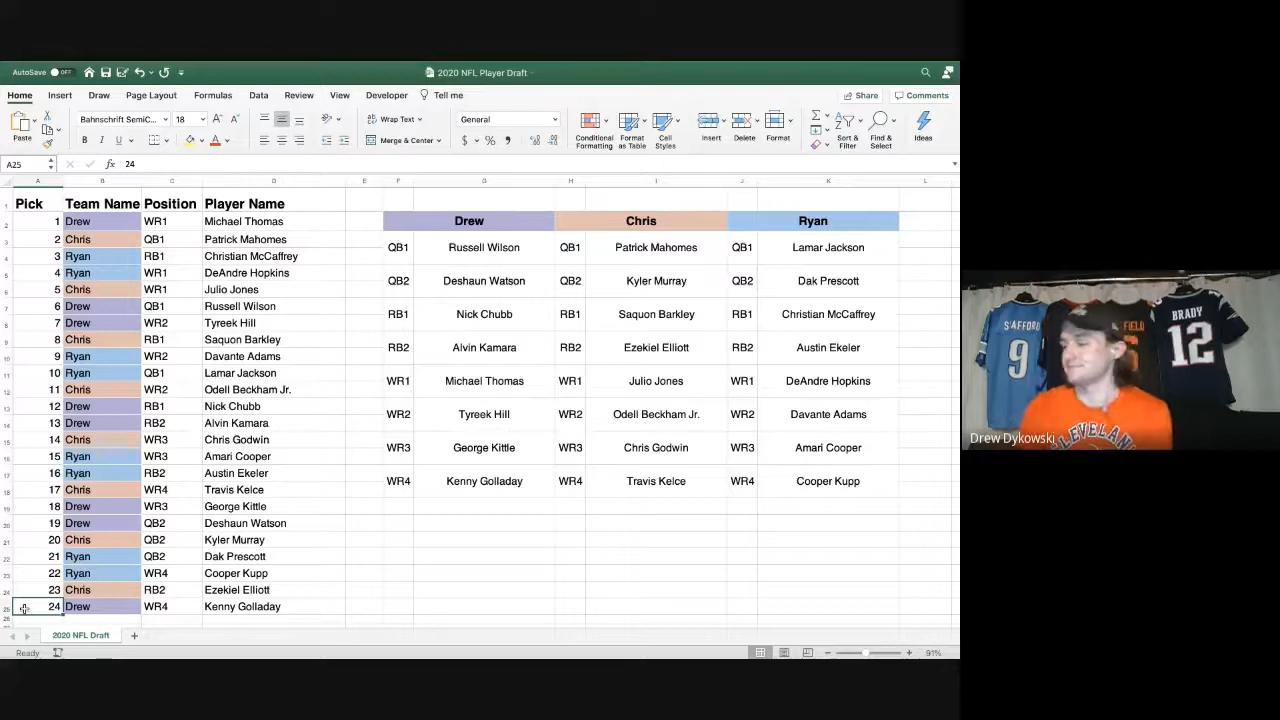 AutoSave OFF
2020 NFL Player Draft
Home Insert Draw Page Layout Formulas Data Review View Developer Tell me
Share Comments
Paste
Bahnschrift SemiC... 18
Wrap Text
Merge & Center
General
Conditional Formatting
Format as Table
Cell Styles
Insert
Delete
Format
Sort & Filter
Find & Select
Ideas
A25 fx 24
A B C D E F G H I J K L
Pick Team Name Position Player Name
1 Drew WR1 Michael Thomas
2 Chris QB1 Patrick Mahomes
3 Ryan RB1 Christian McCaffrey
4 Ryan WR1 DeAndre Hopkins
5 Chris WR1 Julio Jones
6 Drew QB1 Russell Wilson
7 Drew WR2 Tyreek Hill
8 Chris RB1 Saquon Barkley
9 Ryan WR2 Davante Adams
10 Ryan QB1 Lamar Jackson
11 Chris WR2 Odell Beckham Jr.
12 Drew RB1 Nick Chubb
13 Drew RB2 Alvin Kamara
14 Chris WR3 Chris Godwin
15 Ryan WR3 Amari Cooper
16 Ryan RB2 Austin Ekeler
17 Chris WR4 Travis Kelce
18 Drew WR3 George Kittle
19 Drew QB2 Deshaun Watson
20 Chris QB2 Kyler Murray
21 Ryan QB2 Dak Prescott
22 Ryan WR4 Cooper Kupp
23 Chris RB2 Ezekiel Elliott
24 Drew WR4 Kenny Golladay
Drew Chris Ryan
QB1 Russell Wilson QB1 Patrick Mahomes QB1 Lamar Jackson
QB2 Deshaun Watson QB2 Kyler Murray QB2 Dak Prescott
RB1 Nick Chubb RB1 Saquon Barkley RB1 Christian McCaffrey
RB2 Alvin Kamara RB2 Ezekiel Elliott RB2 Austin Ekeler
WR1 Michael Thomas WR1 Julio Jones WR1 DeAndre Hopkins
WR2 Tyreek Hill WR2 Odell Beckham Jr. WR2 Davante Adams
WR3 George Kittle WR3 Chris Godwin WR3 Amari Cooper
WR4 Kenny Golladay WR4 Travis Kelce WR4 Cooper Kupp
2020 NFL Draft
Ready
91%
STAFFORD
9
FIELD
BRADY
12
CLEVELAN
Drew Dykowski